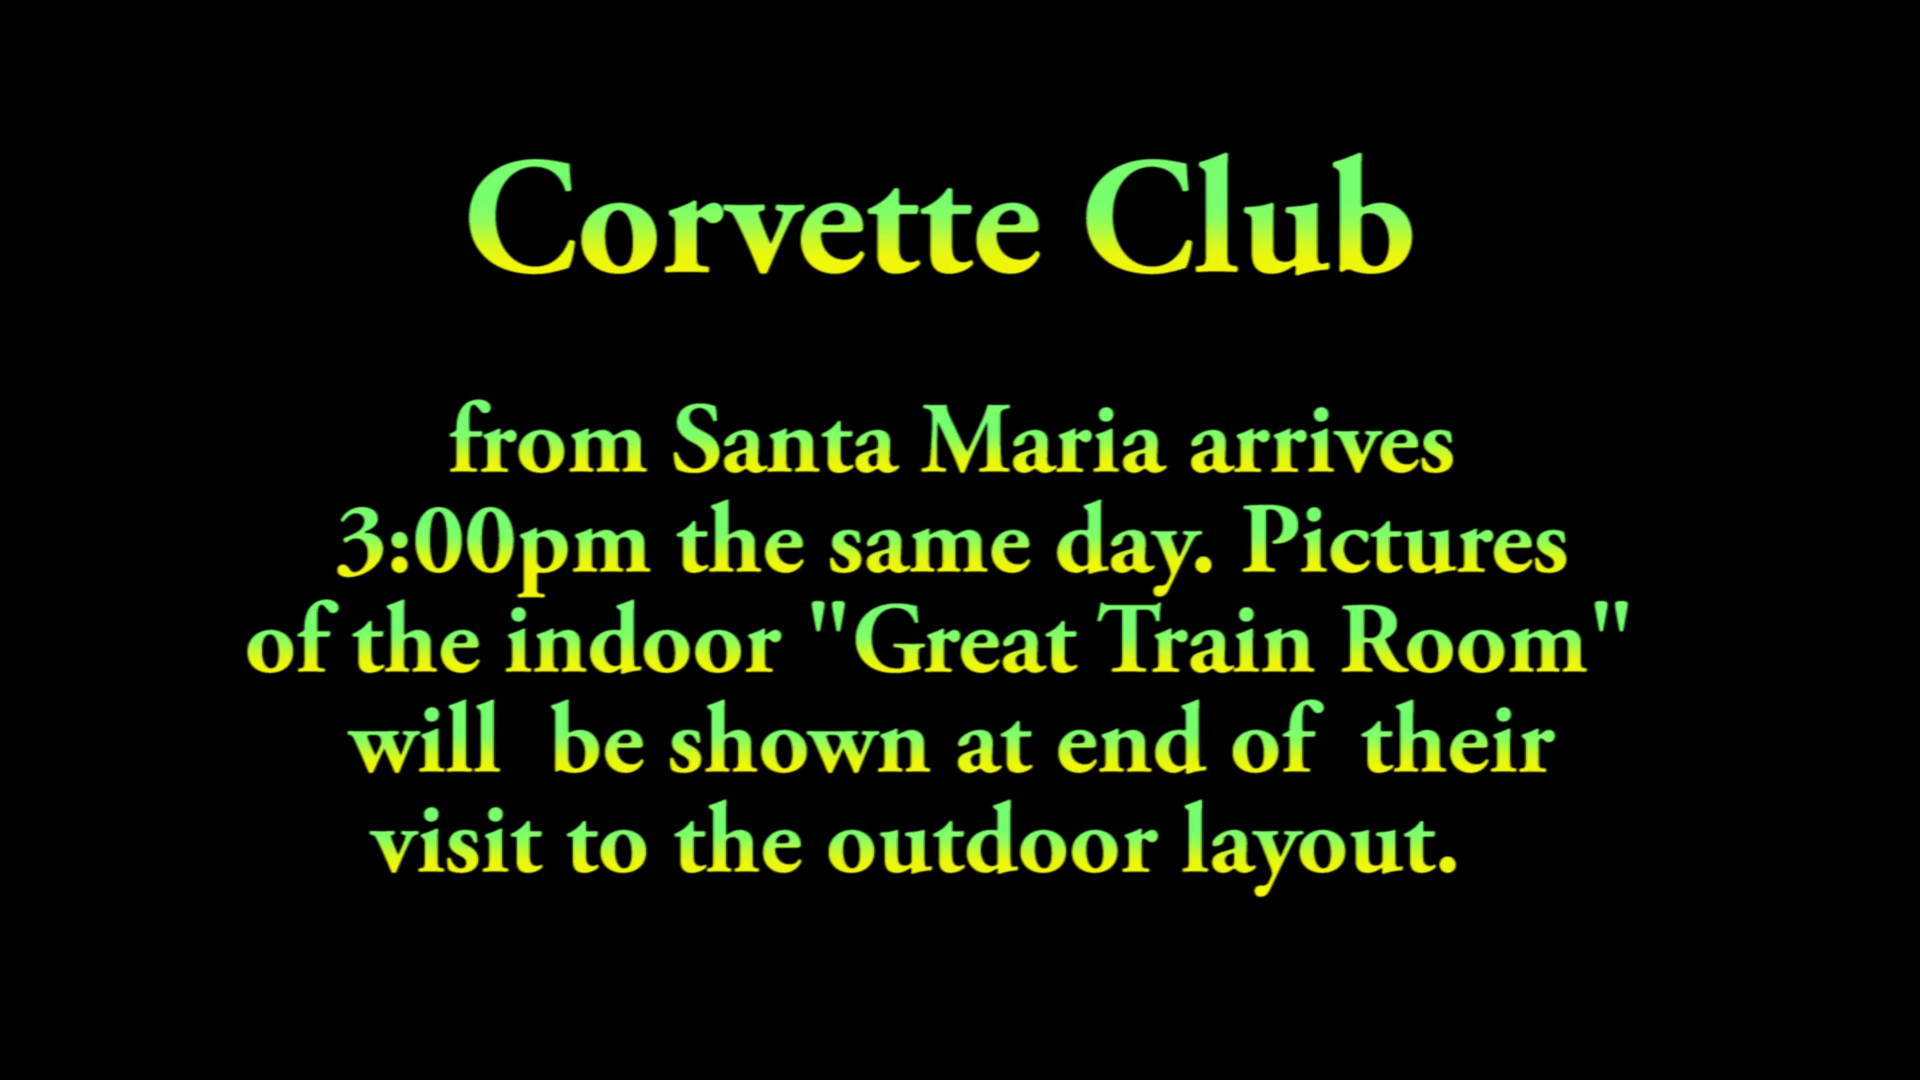 Corvette Club
from Santa Maria arrives
3:00pm the same day. Pictures
of the indoor "Great Train Room"
will  be shown at end of  their
visit to the outdoor layout.